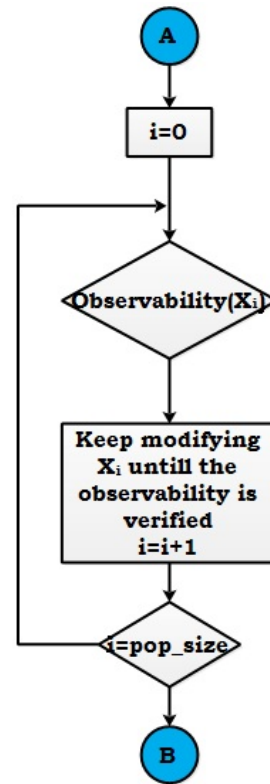 A
i=0
Observability(Xi)
Keep modifying
Xi untill the
observability is
verified
i=i+1
i=pop_size
B